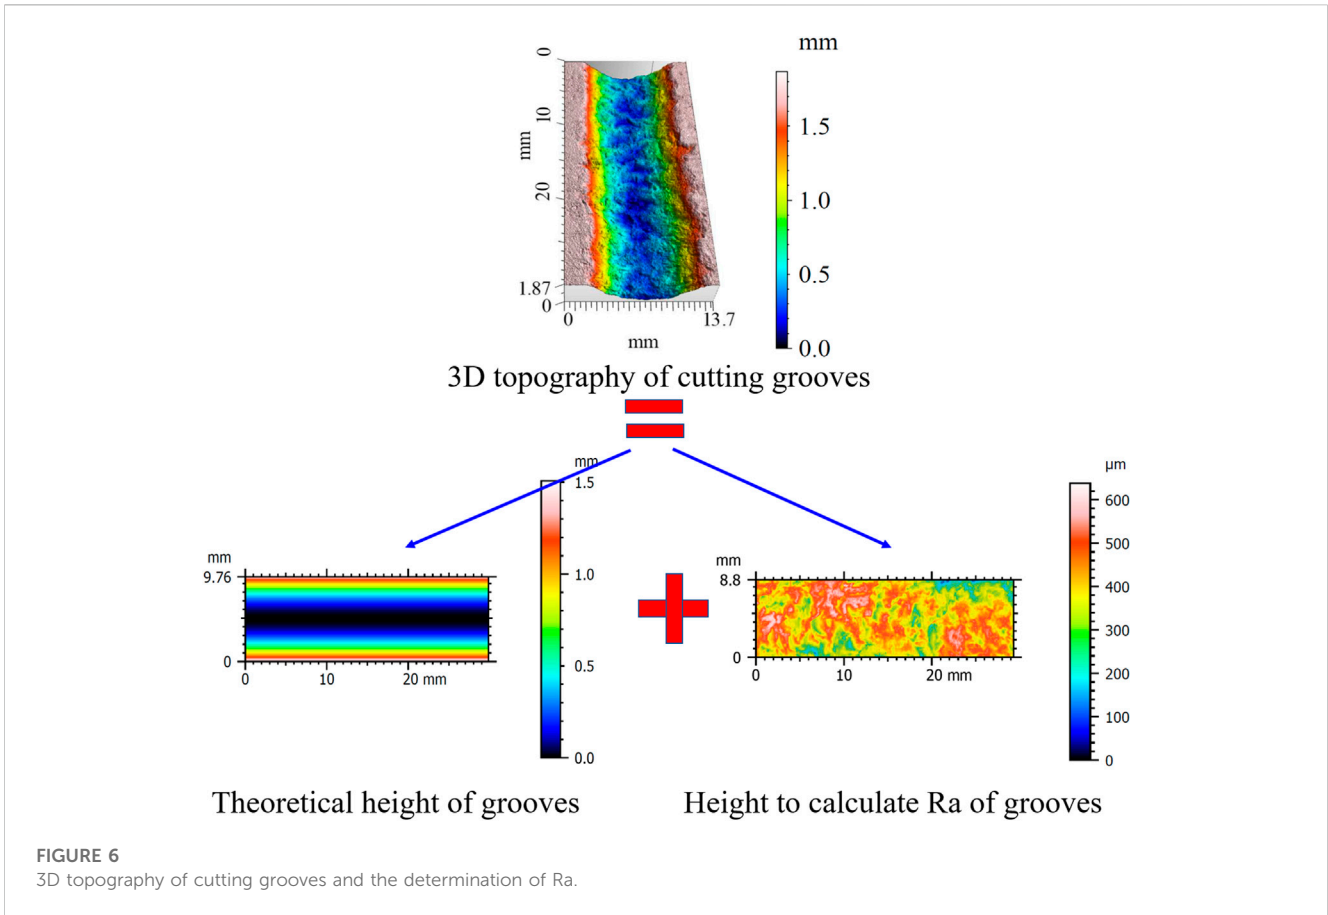 mm
0
10
20
mm
1.87
0
0
13.7
mm
1.5
1.0
0.5
0.0
3D topography of cutting grooves
mm
1.5
1.0
0.5
0.0
mm
9.76
0
0
10
20 mm
µm
600
500
400
300
200
100
0
mm
8.8
0
0
10
20 mm
Theoretical height of grooves
Height to calculate Ra of grooves
FIGURE 6
3D topography of cutting grooves and the determination of Ra.